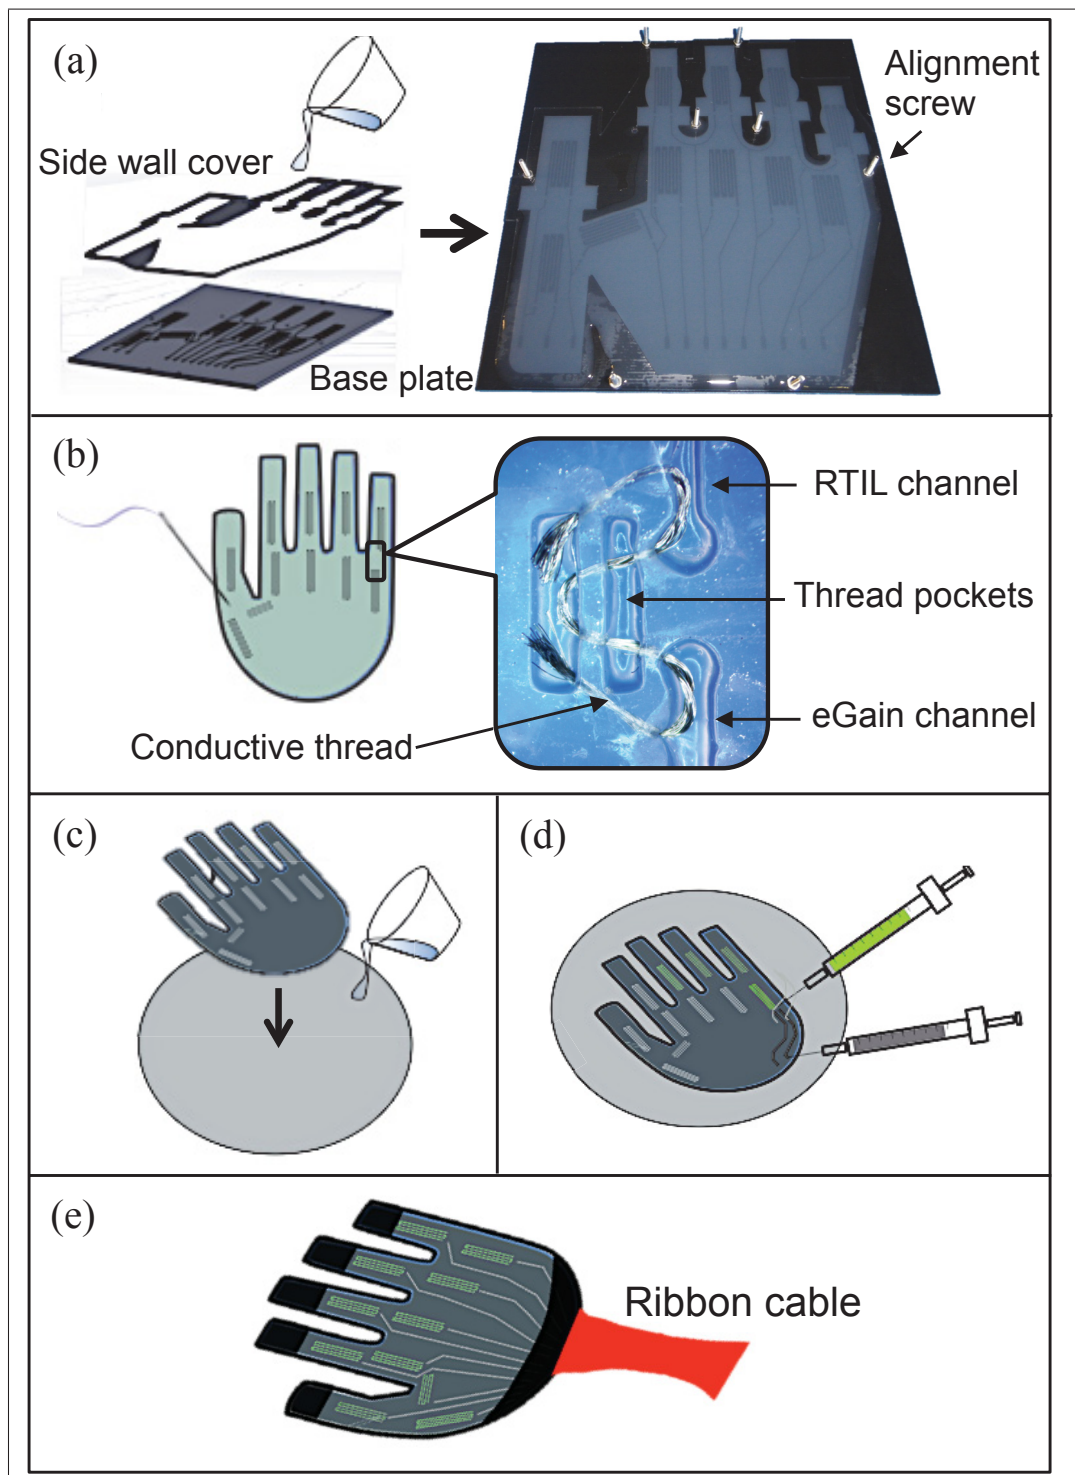 (a)
Alignment
screw
Side wall cover
Base plate
(b)
RTIL channel
Thread pockets
eGain channel
Conductive thread
(c)
(d)
(e)
Ribbon cable